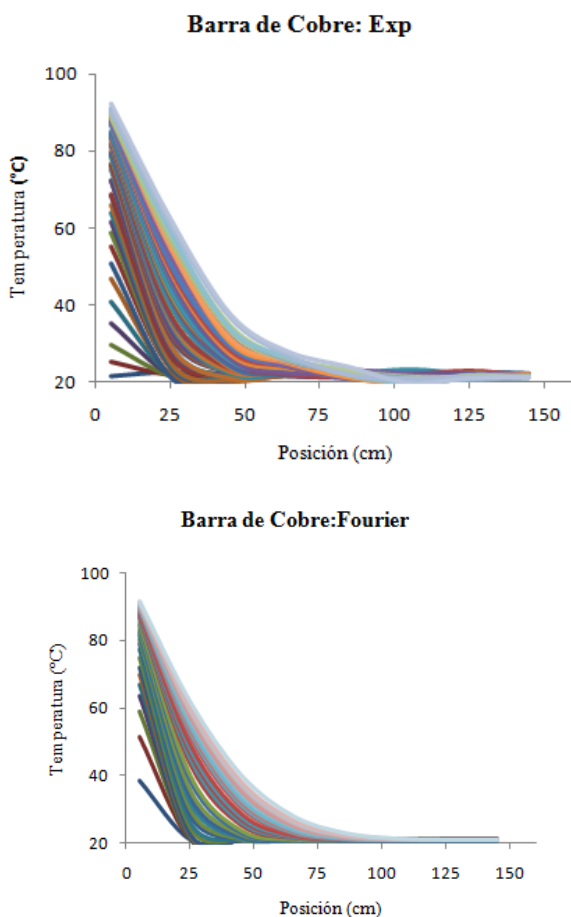 Barra de Cobre: Exp
100
80
60
40
20
0 25 50 75 100 125 150
Temperatura (°C)
Posición (cm)
Barra de Cobre:Fourier
100
80
60
40
20
0 25 50 75 100 125 150
Temperatura (°C)
Posición (cm)